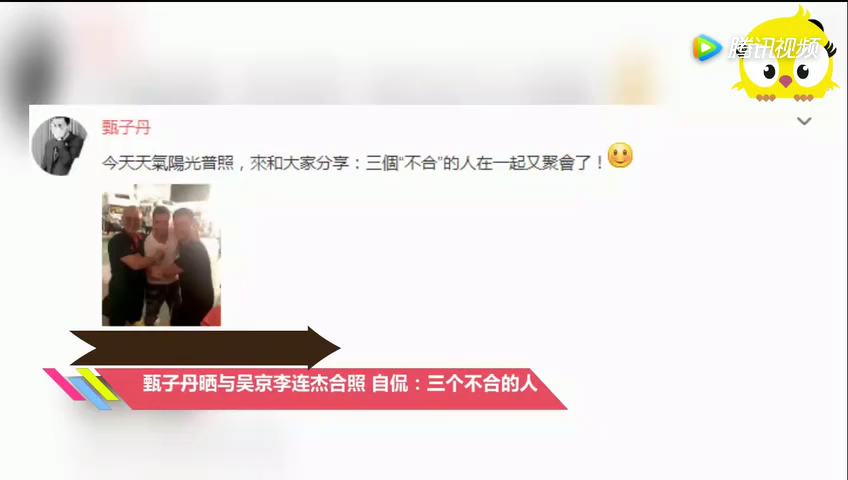 腾讯视频
甄子丹
今天天氣陽光普照，來和大家分享：三個“不合”的人在一起又聚會了！
甄子丹晒与吴京李连杰合照 自侃：三个不合的人